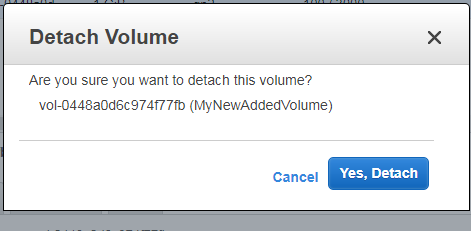 Detach Volume
Are you sure you want to detach this volume?
vol-0448a0d6c974f77fb (MyNewAddedVolume)
Cancel
Yes, Detach